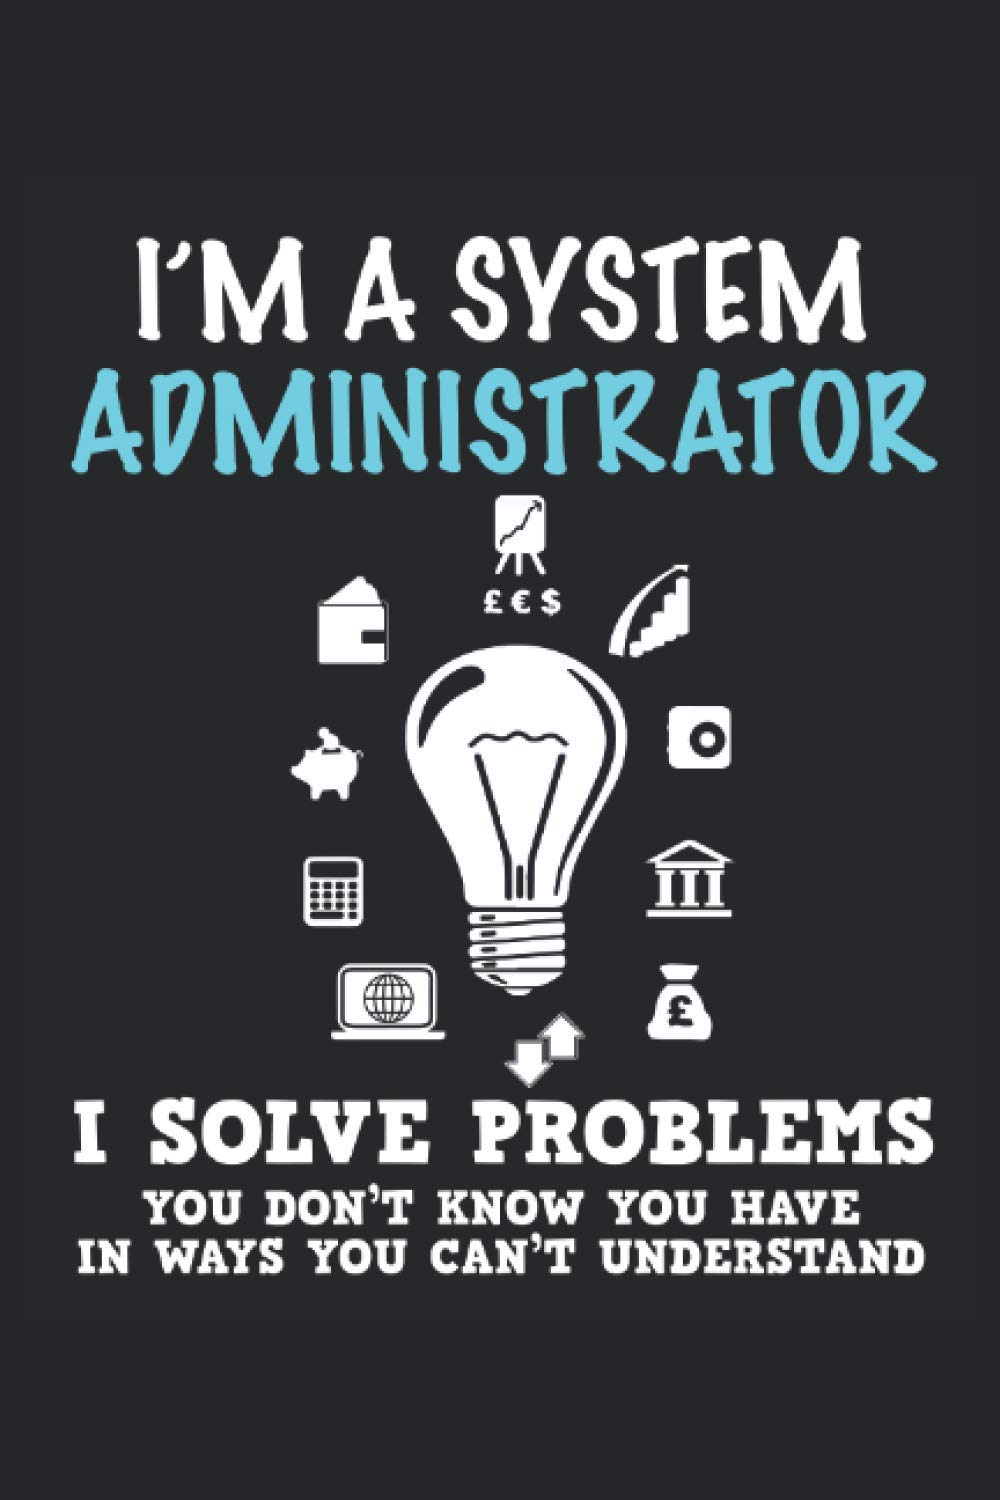 I'M A SYSTEM
ADMINISTRATOR
£ € $
£
I SOLVE PROBLEMS
YOU DON'T KNOW YOU HAVE
IN WAYS YOU CAN'T UNDERSTAND